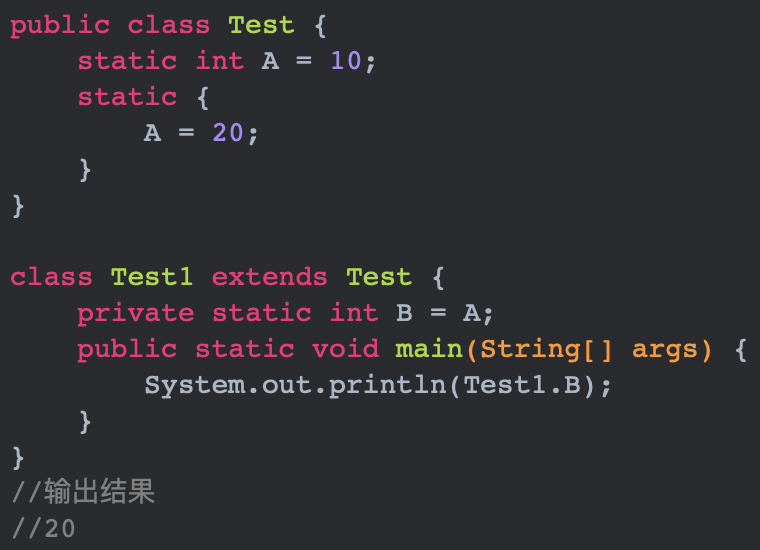 public class Test {
    static int A = 10;
    static {
        A = 20;
    }
}

class Test1 extends Test {
    private static int B = A;
    public static void main(String[] args) {
        System.out.println(Test1.B);
    }
}
//输出结果
//20